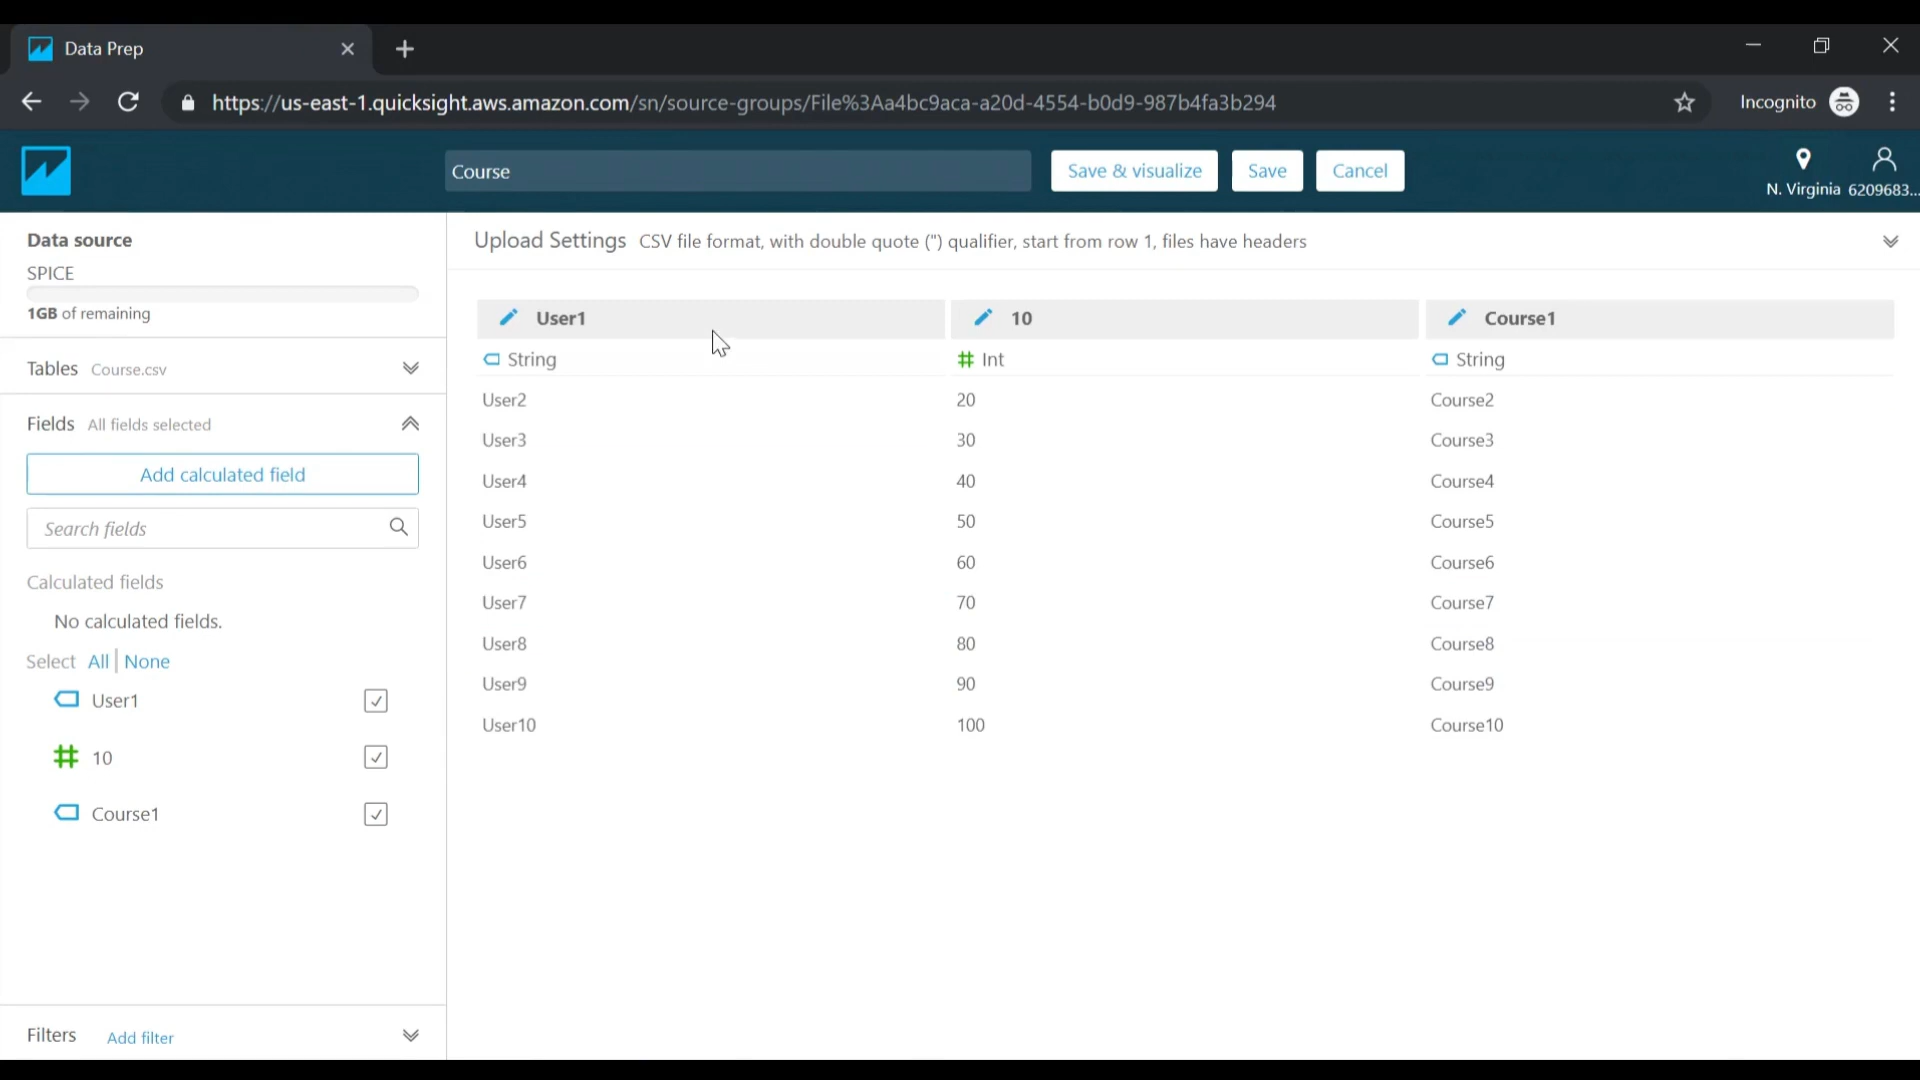 Data Prep
https://us-east-1.quicksight.aws.amazon.com/sn/source-groups/File%3Aa4bc9aca-a20d-4554-b0d9-987b4fa3b294
Incognito
Course
Save & visualize
Save
Cancel
N. Virginia
6209683...
Data source
SPICE
1GB of remaining
Tables Course.csv
Fields All fields selected
Add calculated field
Search fields
Calculated fields
No calculated fields.
Select All | None
User1
10
Course1
Filters Add filter
Upload Settings CSV file format, with double quote (") qualifier, start from row 1, files have headers
User1 10 Course1
String Int String
User2 20 Course2
User3 30 Course3
User4 40 Course4
User5 50 Course5
User6 60 Course6
User7 70 Course7
User8 80 Course8
User9 90 Course9
User10 100 Course10